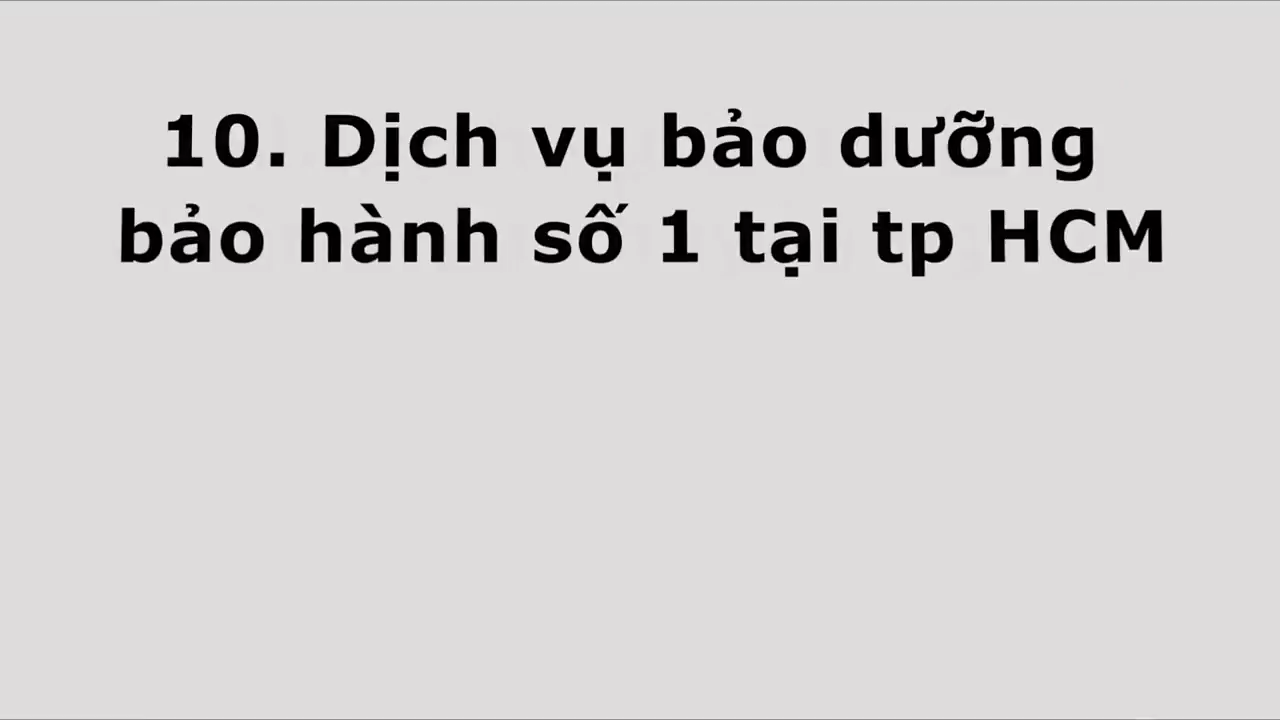 10. Dịch vụ bảo dưỡng
bảo hành số 1 tại tp HCM